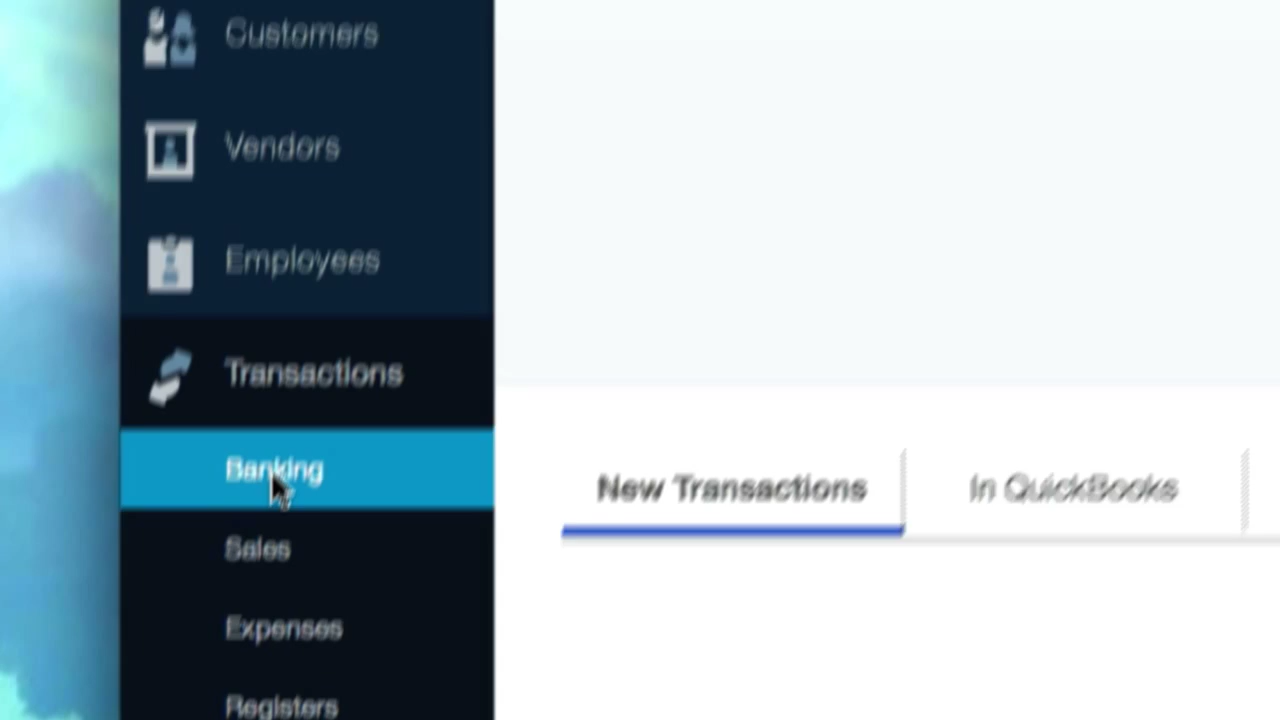 Customers
Vendors
Employees
Transactions
Banking
Sales
Expenses
Registers
New Transactions
In QuickBooks